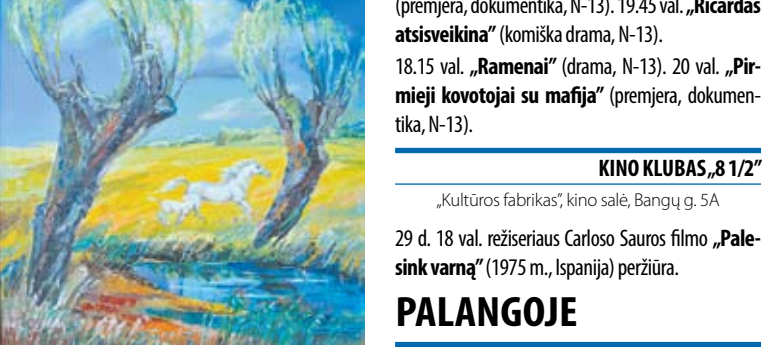 (premjera, dokumentika, N-13). 19.45 val. „Ričardas
atsisveikina” (komiška drama, N-13).
18.15 val. „Ramenai” (drama, N-13). 20 val. „Pir-
mieji kovotojai su mafija” (premjera, dokumen-
tika, N-13).
KINO KLUBAS „8 1/2”
„Kultūros fabrikas”, kino salė, Bangų g. 5A
29 d. 18 val. režisieriaus Carloso Sauros filmo „Pale-
sink varną” (1975 m., Ispanija) peržiūra.
PALANGOJE